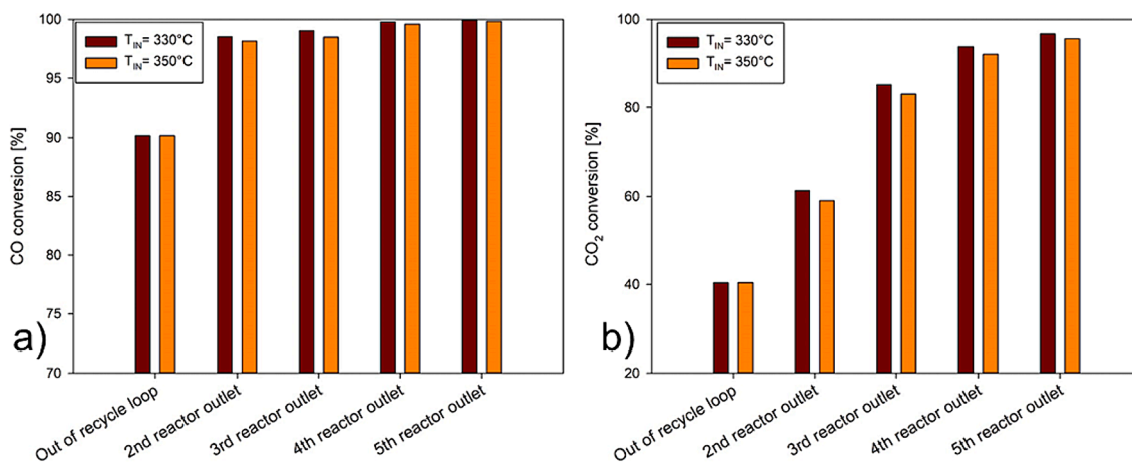 CO conversion [%]
100
95
90
85
80
75
70
T_IN= 330°C
T_IN= 350°C
a)
Out of recycle loop
2nd reactor outlet
3rd reactor outlet
4th reactor outlet
5th reactor outlet
CO₂ conversion [%]
100
80
60
40
20
T_IN= 330°C
T_IN= 350°C
b)
Out of recycle loop
2nd reactor outlet
3rd reactor outlet
4th reactor outlet
5th reactor outlet